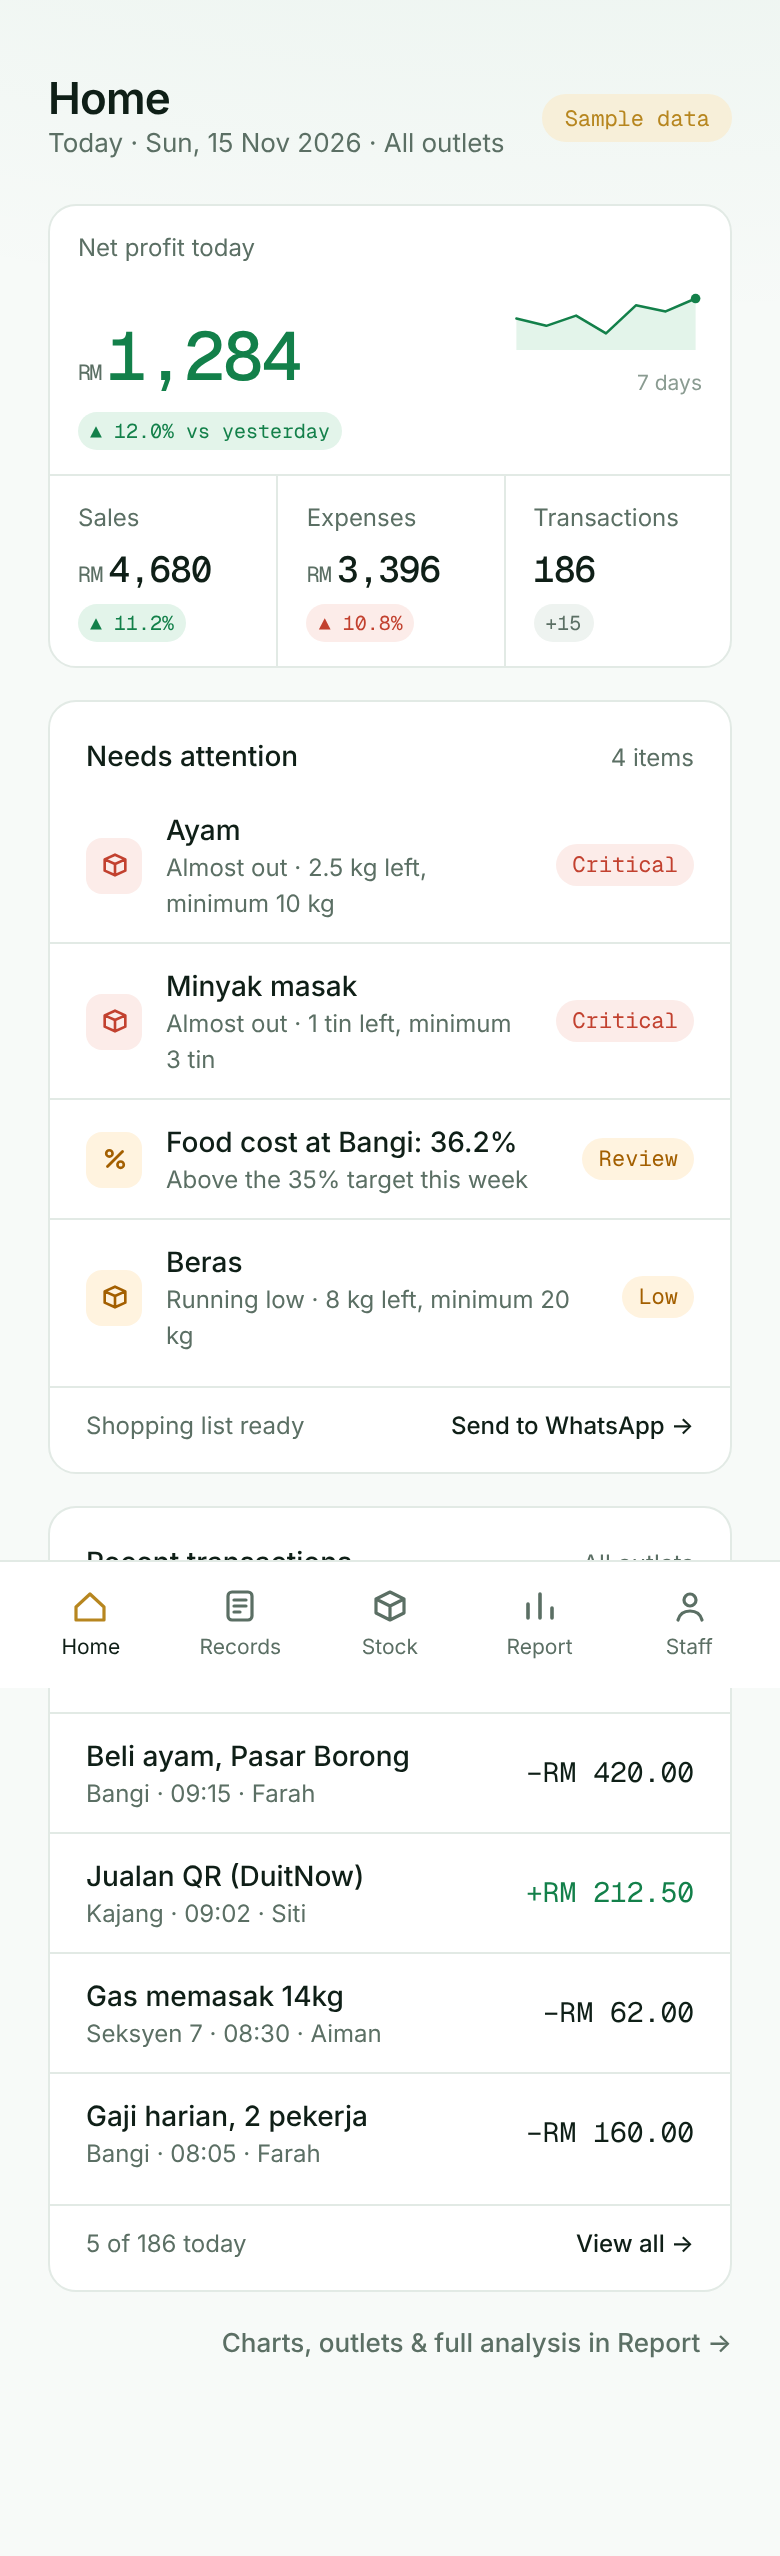 Home
Today · Sun, 15 Nov 2026 · All outlets
Sample data
Net profit today
RM 1,284
7 days
▲ 12.0% vs yesterday
Sales
RM 4,680
▲ 11.2%
Expenses
RM 3,396
▲ 10.8%
Transactions
186
+15
Needs attention
4 items
Ayam
Almost out · 2.5 kg left,
minimum 10 kg
Critical
Minyak masak
Almost out · 1 tin left, minimum
3 tin
Critical
Food cost at Bangi: 36.2%
Above the 35% target this week
Review
Beras
Running low · 8 kg left, minimum 20
kg
Low
Shopping list ready
Send to WhatsApp →
Recent transactions
All outlets
Home
Records
Stock
Report
Staff
Beli ayam, Pasar Borong
Bangi · 09:15 · Farah
−RM 420.00
Jualan QR (DuitNow)
Kajang · 09:02 · Siti
+RM 212.50
Gas memasak 14kg
Seksyen 7 · 08:30 · Aiman
−RM 62.00
Gaji harian, 2 pekerja
Bangi · 08:05 · Farah
−RM 160.00
5 of 186 today
View all →
Charts, outlets & full analysis in Report →